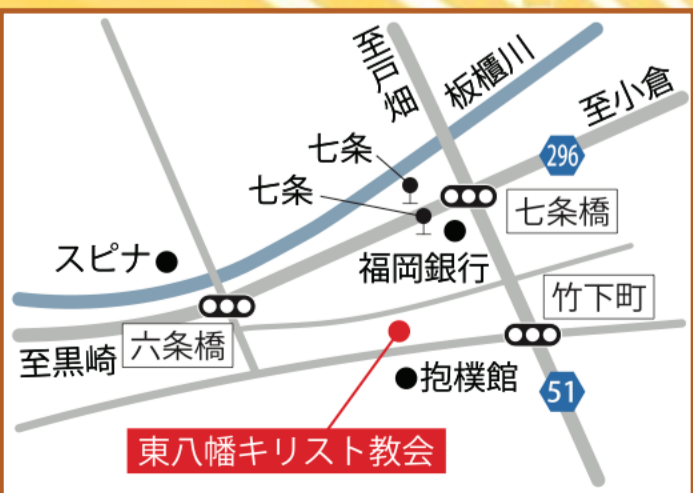 至戸畑
板櫃川
至小倉
七条
296
七条
七条橋
スピナ
福岡銀行
竹下町
六条橋
至黒崎
抱樸館
51
東八幡キリスト教会